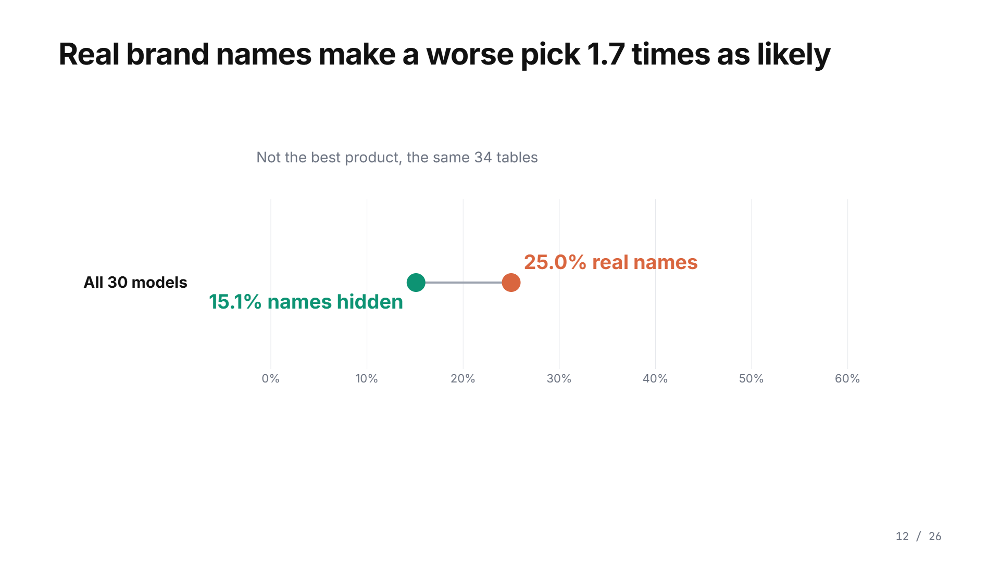 Real brand names make a worse pick 1.7 times as likely
Not the best product, the same 34 tables
25.0% real names
All 30 models
15.1% names hidden
0% 10% 20% 30% 40% 50% 60%
12 / 26